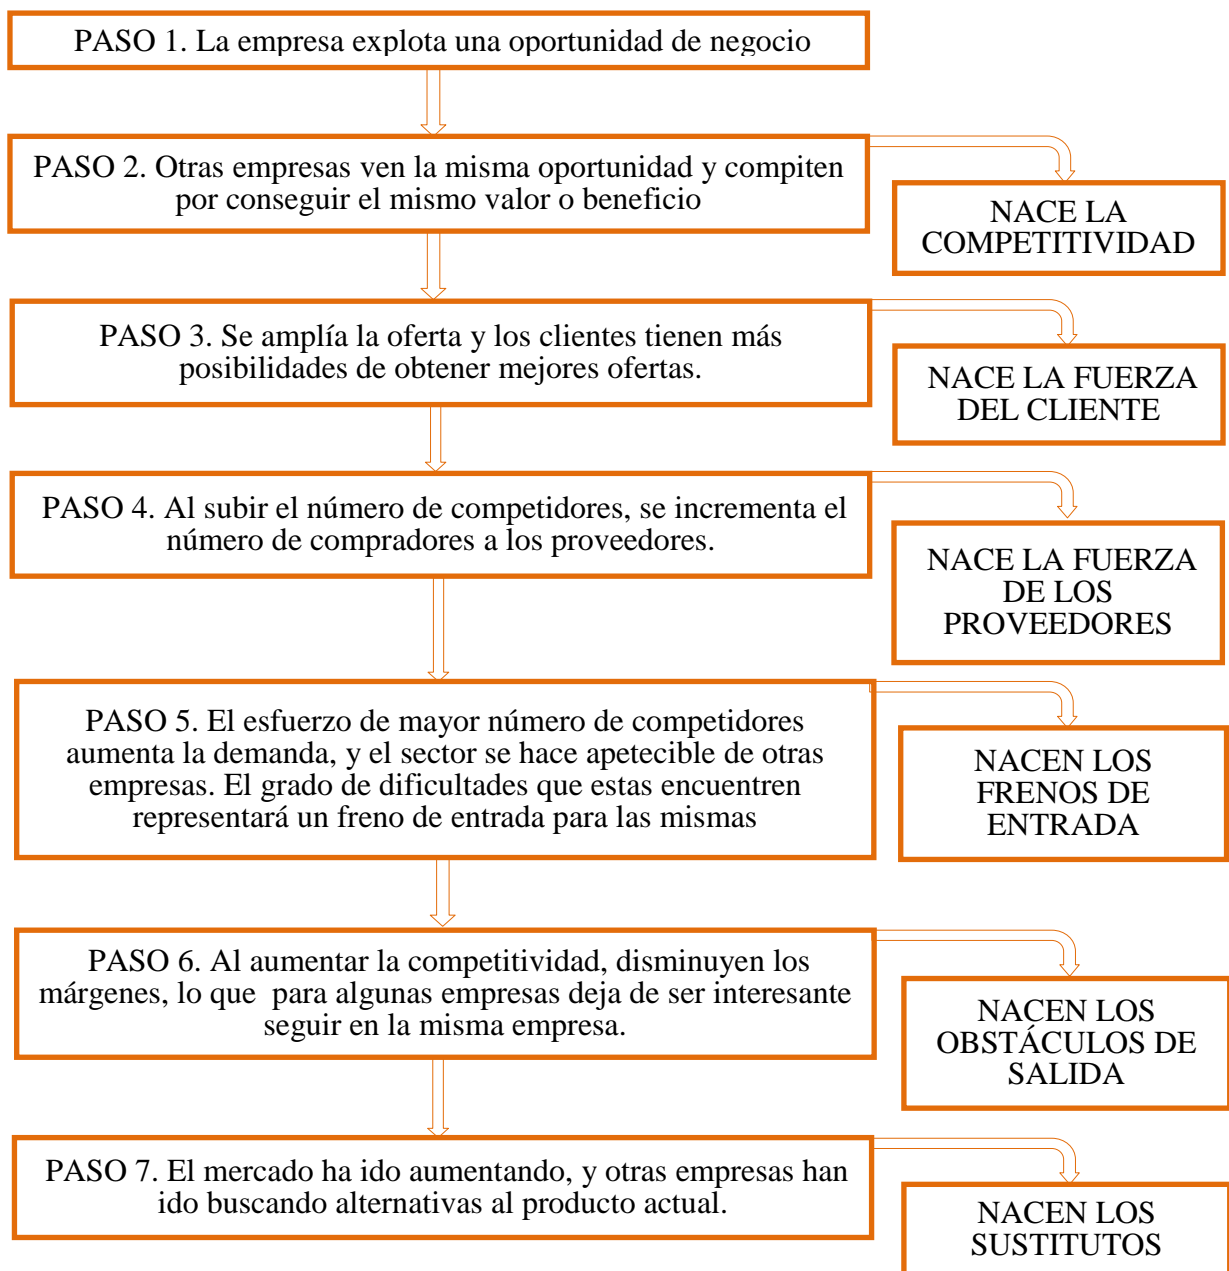 PASO 1. La empresa explota una oportunidad de negocio
PASO 2. Otras empresas ven la misma oportunidad y compiten
por conseguir el mismo valor o beneficio
NACE LA
COMPETITIVIDAD
PASO 3. Se amplía la oferta y los clientes tienen más
posibilidades de obtener mejores ofertas.
NACE LA FUERZA
DEL CLIENTE
PASO 4. Al subir el número de competidores, se incrementa el
número de compradores a los proveedores.
NACE LA FUERZA
DE LOS
PROVEEDORES
PASO 5. El esfuerzo de mayor número de competidores
aumenta la demanda, y el sector se hace apetecible de otras
empresas. El grado de dificultades que estas encuentren
representará un freno de entrada para las mismas
NACEN LOS
FRENOS DE
ENTRADA
PASO 6. Al aumentar la competitividad, disminuyen los
márgenes, lo que  para algunas empresas deja de ser interesante
seguir en la misma empresa.
NACEN LOS
OBSTÁCULOS DE
SALIDA
PASO 7. El mercado ha ido aumentando, y otras empresas han
ido buscando alternativas al producto actual.
NACEN LOS
SUSTITUTOS